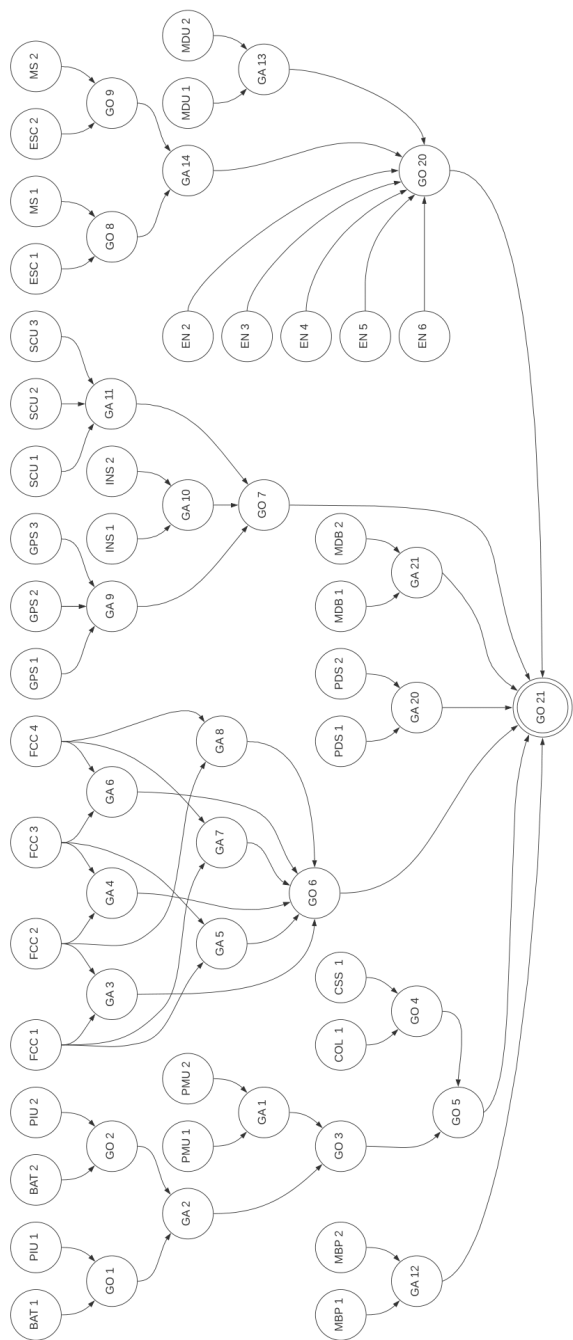 BAT 1
PIU 1
BAT 2
PIU 2
FCC 1
FCC 2
FCC 3
FCC 4
GPS 1
GPS 2
GPS 3
SCU 1
SCU 2
SCU 3
ESC 1
MS 1
ESC 2
MS 2
GO 1
GO 2
GA 3
GA 4
GA 6
GA 9
INS 1
INS 2
GA 11
GO 8
GO 9
GA 2
PMU 1
PMU 2
GA 5
GA 7
GA 8
GA 10
EN 2
GA 14
MDU 1
MDU 2
GA 1
GO 7
EN 3
GA 13
MBP 1
MBP 2
GO 3
COL 1
CSS 1
GO 6
PDS 1
PDS 2
MDB 1
MDB 2
EN 4
EN 5
GA 12
GO 4
GA 20
GA 21
EN 6
GO 20
GO 5
GO 21